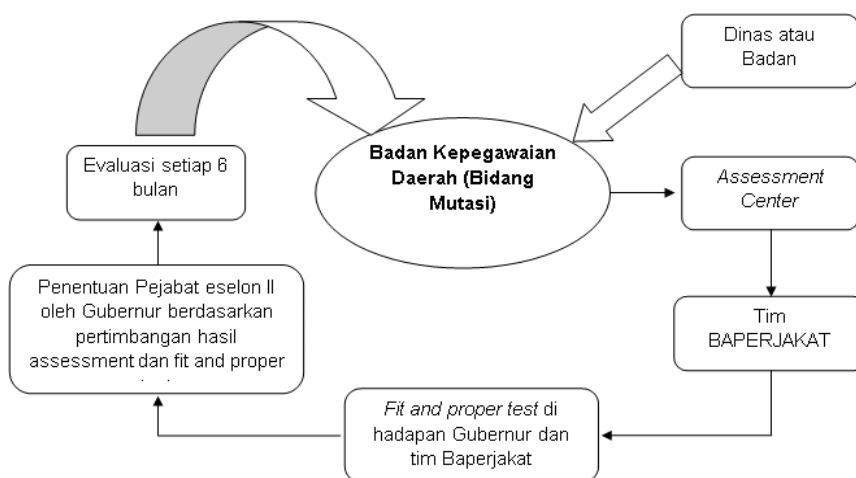 Dinas atau
Badan
Badan Kepegawaian
Daerah (Bidang
Mutasi)
Evaluasi setiap 6
bulan
Assessment
Center
Penentuan Pejabat eselon II
oleh Gubernur berdasarkan
pertimbangan hasil
assessment dan fit and proper
Tim
BAPERJAKAT
Fit and proper test di
hadapan Gubernur dan
tim Baperjakat